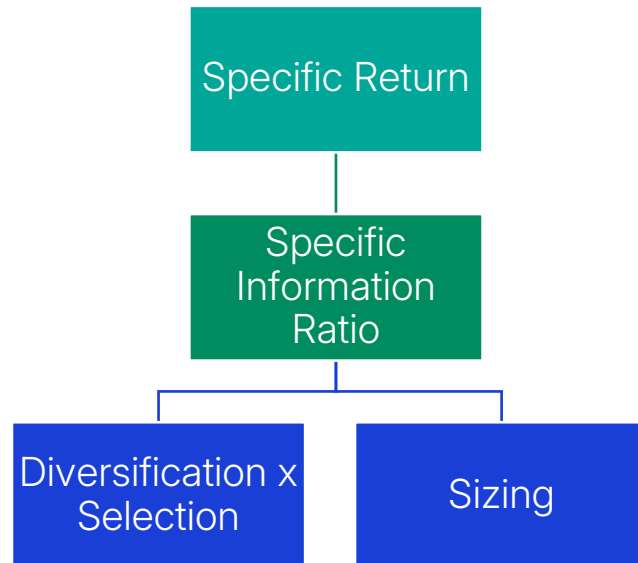 Specific Return
Specific
Information
Ratio
Diversification x
Selection
Sizing